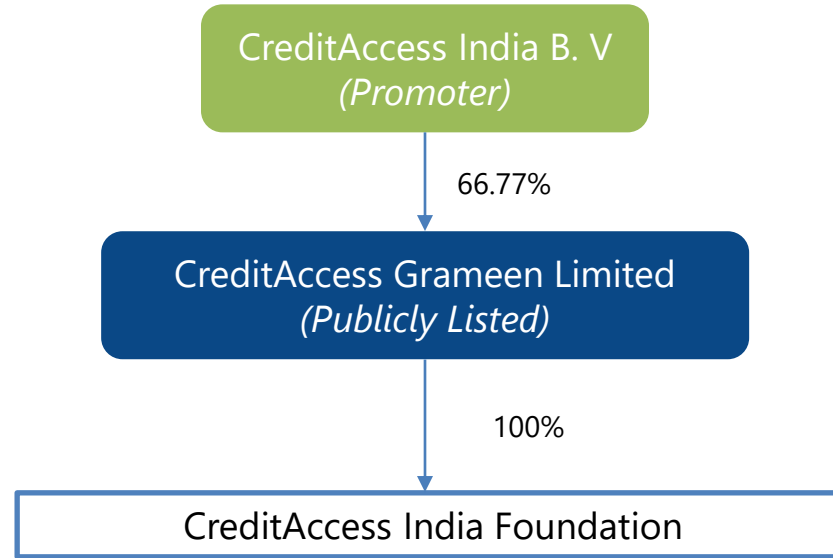 CreditAccess India B. V
(Promoter)
66.77%
CreditAccess Grameen Limited
(Publicly Listed)
100%
CreditAccess India Foundation